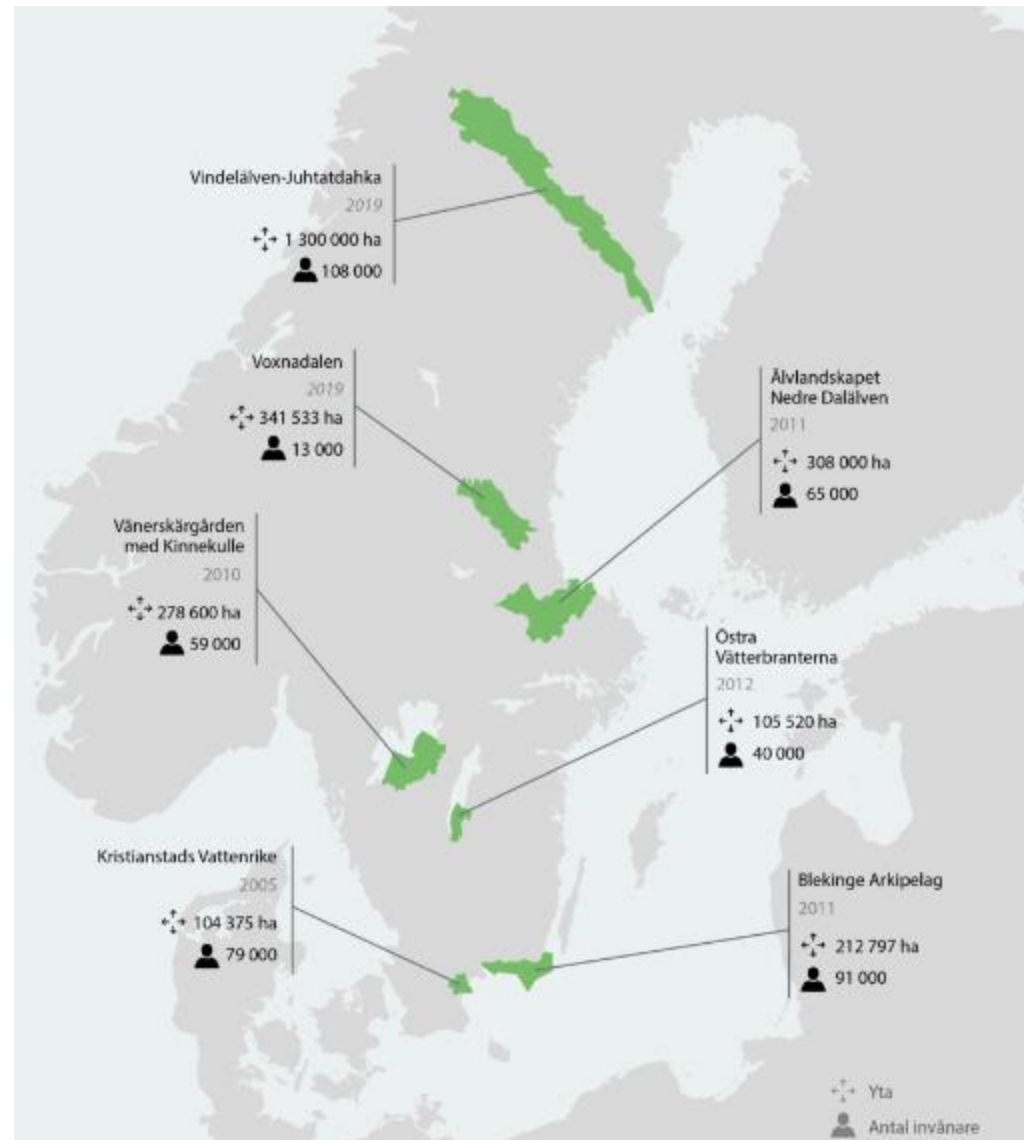 Vindelälven-Juhtatdahka
2019
1 300 000 ha
108 000
Voxnadalen
2019
341 533 ha
13 000
Älvlandskapet
Nedre Dalälven
2011
308 000 ha
65 000
Vänerskärgården
med Kinnekulle
2010
278 600 ha
59 000
Östra
Vätterbranterna
2012
105 520 ha
40 000
Kristianstads Vattenrike
2005
104 375 ha
79 000
Blekinge Arkipelag
2011
212 797 ha
91 000
Yta
Antal invånare